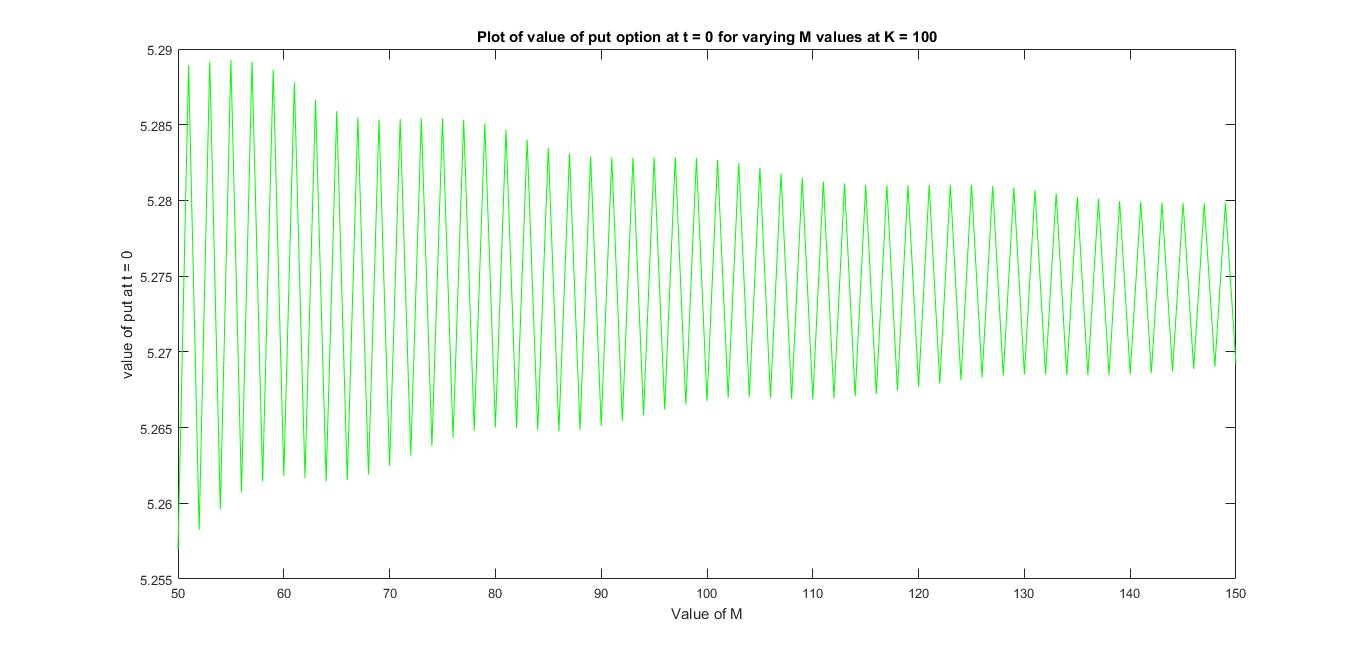 Plot of value of put option at t = 0 for varying M values at K = 100
5.29
5.285
5.28
5.275
5.27
5.265
5.26
5.255
value of put at t = 0
50 60 70 80 90 100 110 120 130 140 150
Value of M